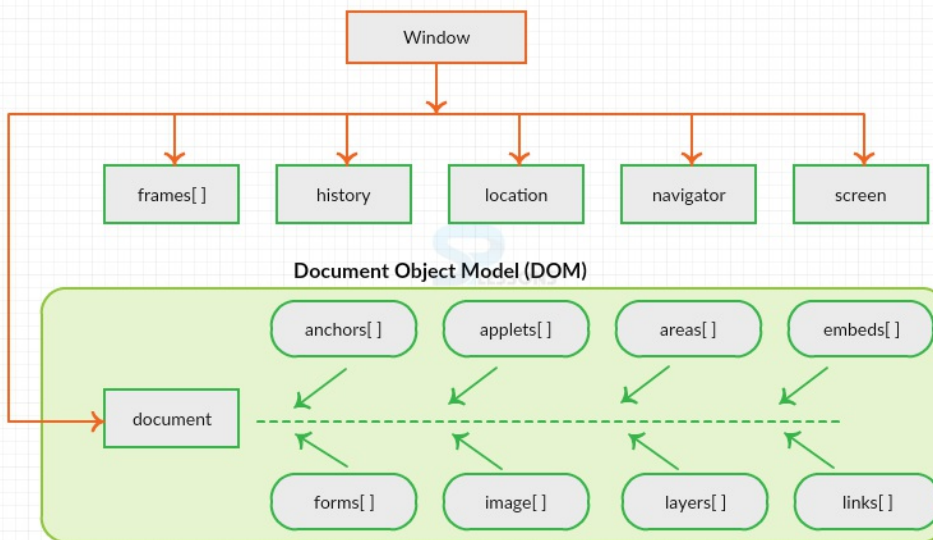 Window
frames[ ]
history
location
navigator
screen
Document Object Model (DOM)
anchors[ ]
applets[ ]
areas[ ]
embeds[ ]
document
forms[ ]
image[ ]
layers[ ]
links[ ]